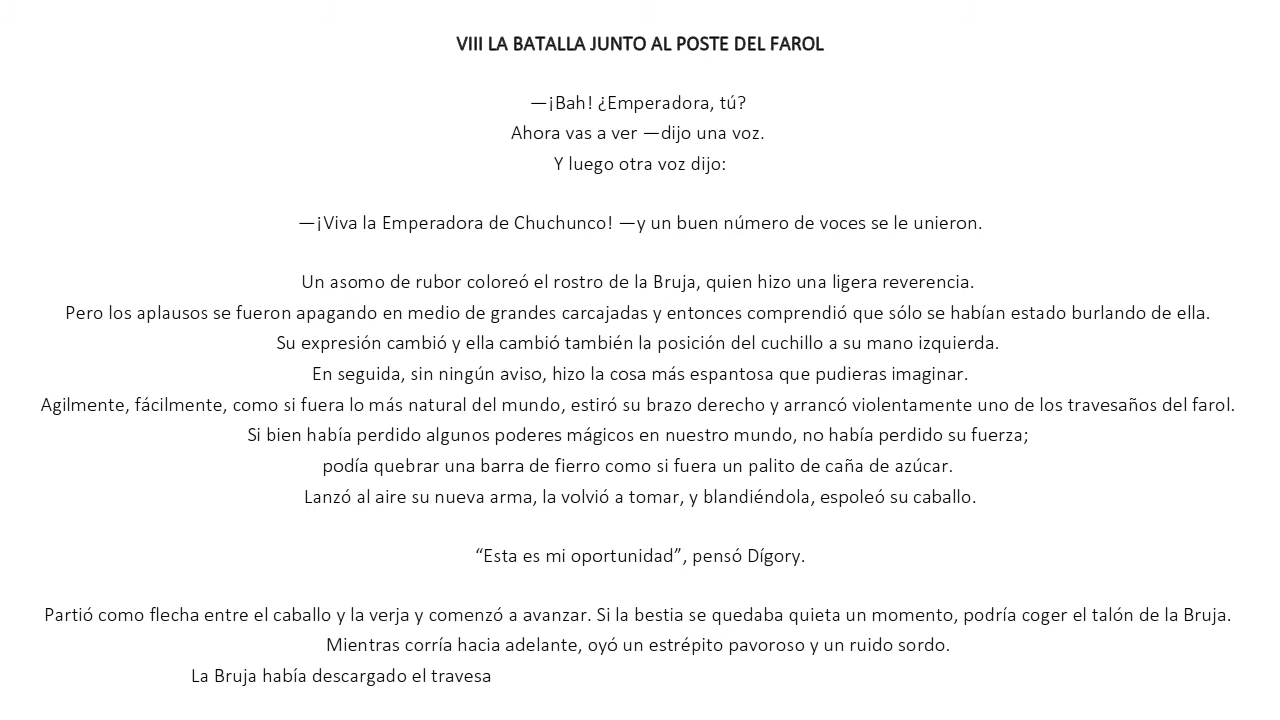 VIII LA BATALLA JUNTO AL POSTE DEL FAROL
—¡Bah! ¿Emperadora, tú?
Ahora vas a ver —dijo una voz.
Y luego otra voz dijo:
—¡Viva la Emperadora de Chuchunco! —y un buen número de voces se le unieron.
Un asomo de rubor coloreó el rostro de la Bruja, quien hizo una ligera reverencia.
Pero los aplausos se fueron apagando en medio de grandes carcajadas y entonces comprendió que sólo se habían estado burlando de ella.
Su expresión cambió y ella cambió también la posición del cuchillo a su mano izquierda.
En seguida, sin ningún aviso, hizo la cosa más espantosa que pudieras imaginar.
Agilmente, fácilmente, como si fuera lo más natural del mundo, estiró su brazo derecho y arrancó violentamente uno de los travesaños del farol.
Si bien había perdido algunos poderes mágicos en nuestro mundo, no había perdido su fuerza;
podía quebrar una barra de fierro como si fuera un palito de caña de azúcar.
Lanzó al aire su nueva arma, la volvió a tomar, y blandiéndola, espoleó su caballo.
“Esta es mi oportunidad”, pensó Dígory.
Partió como flecha entre el caballo y la verja y comenzó a avanzar. Si la bestia se quedaba quieta un momento, podría coger el talón de la Bruja.
Mientras corría hacia adelante, oyó un estrépito pavoroso y un ruido sordo.
La Bruja había descargado el travesa